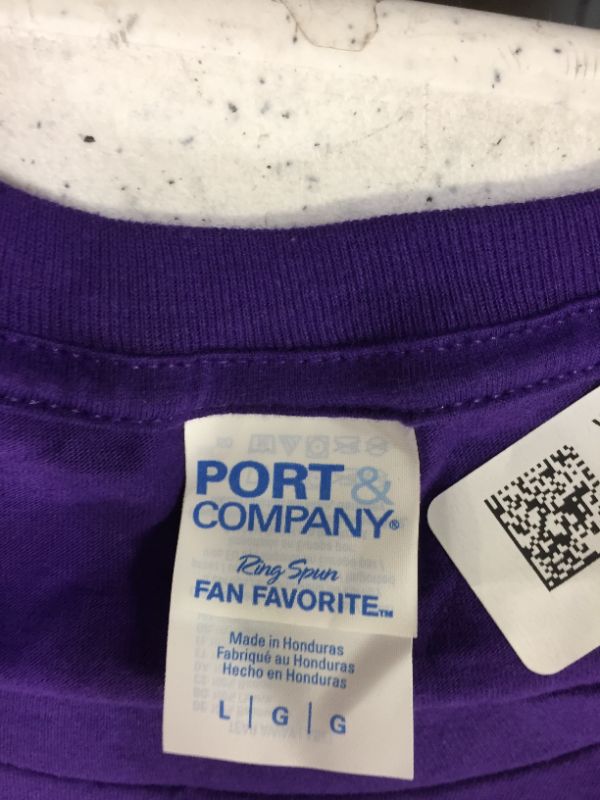 PORT &
COMPANY®
Ring Spun
FAN FAVORITE™
Made in Honduras
Fabriqué au Honduras
Hecho en Honduras
L | G | G